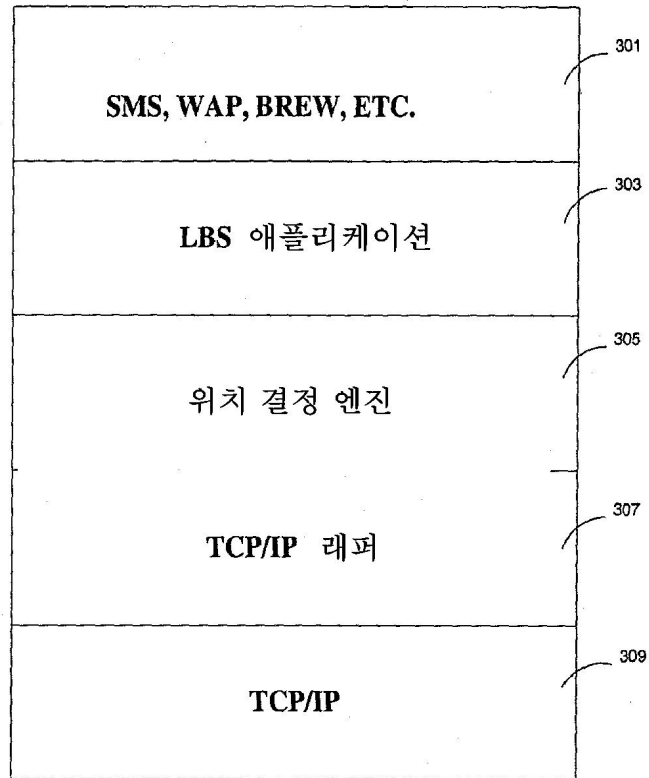 301
SMS, WAP, BREW, ETC.
303
LBS 애플리케이션
305
위치 결정 엔진
307
TCP/IP 래퍼
309
TCP/IP